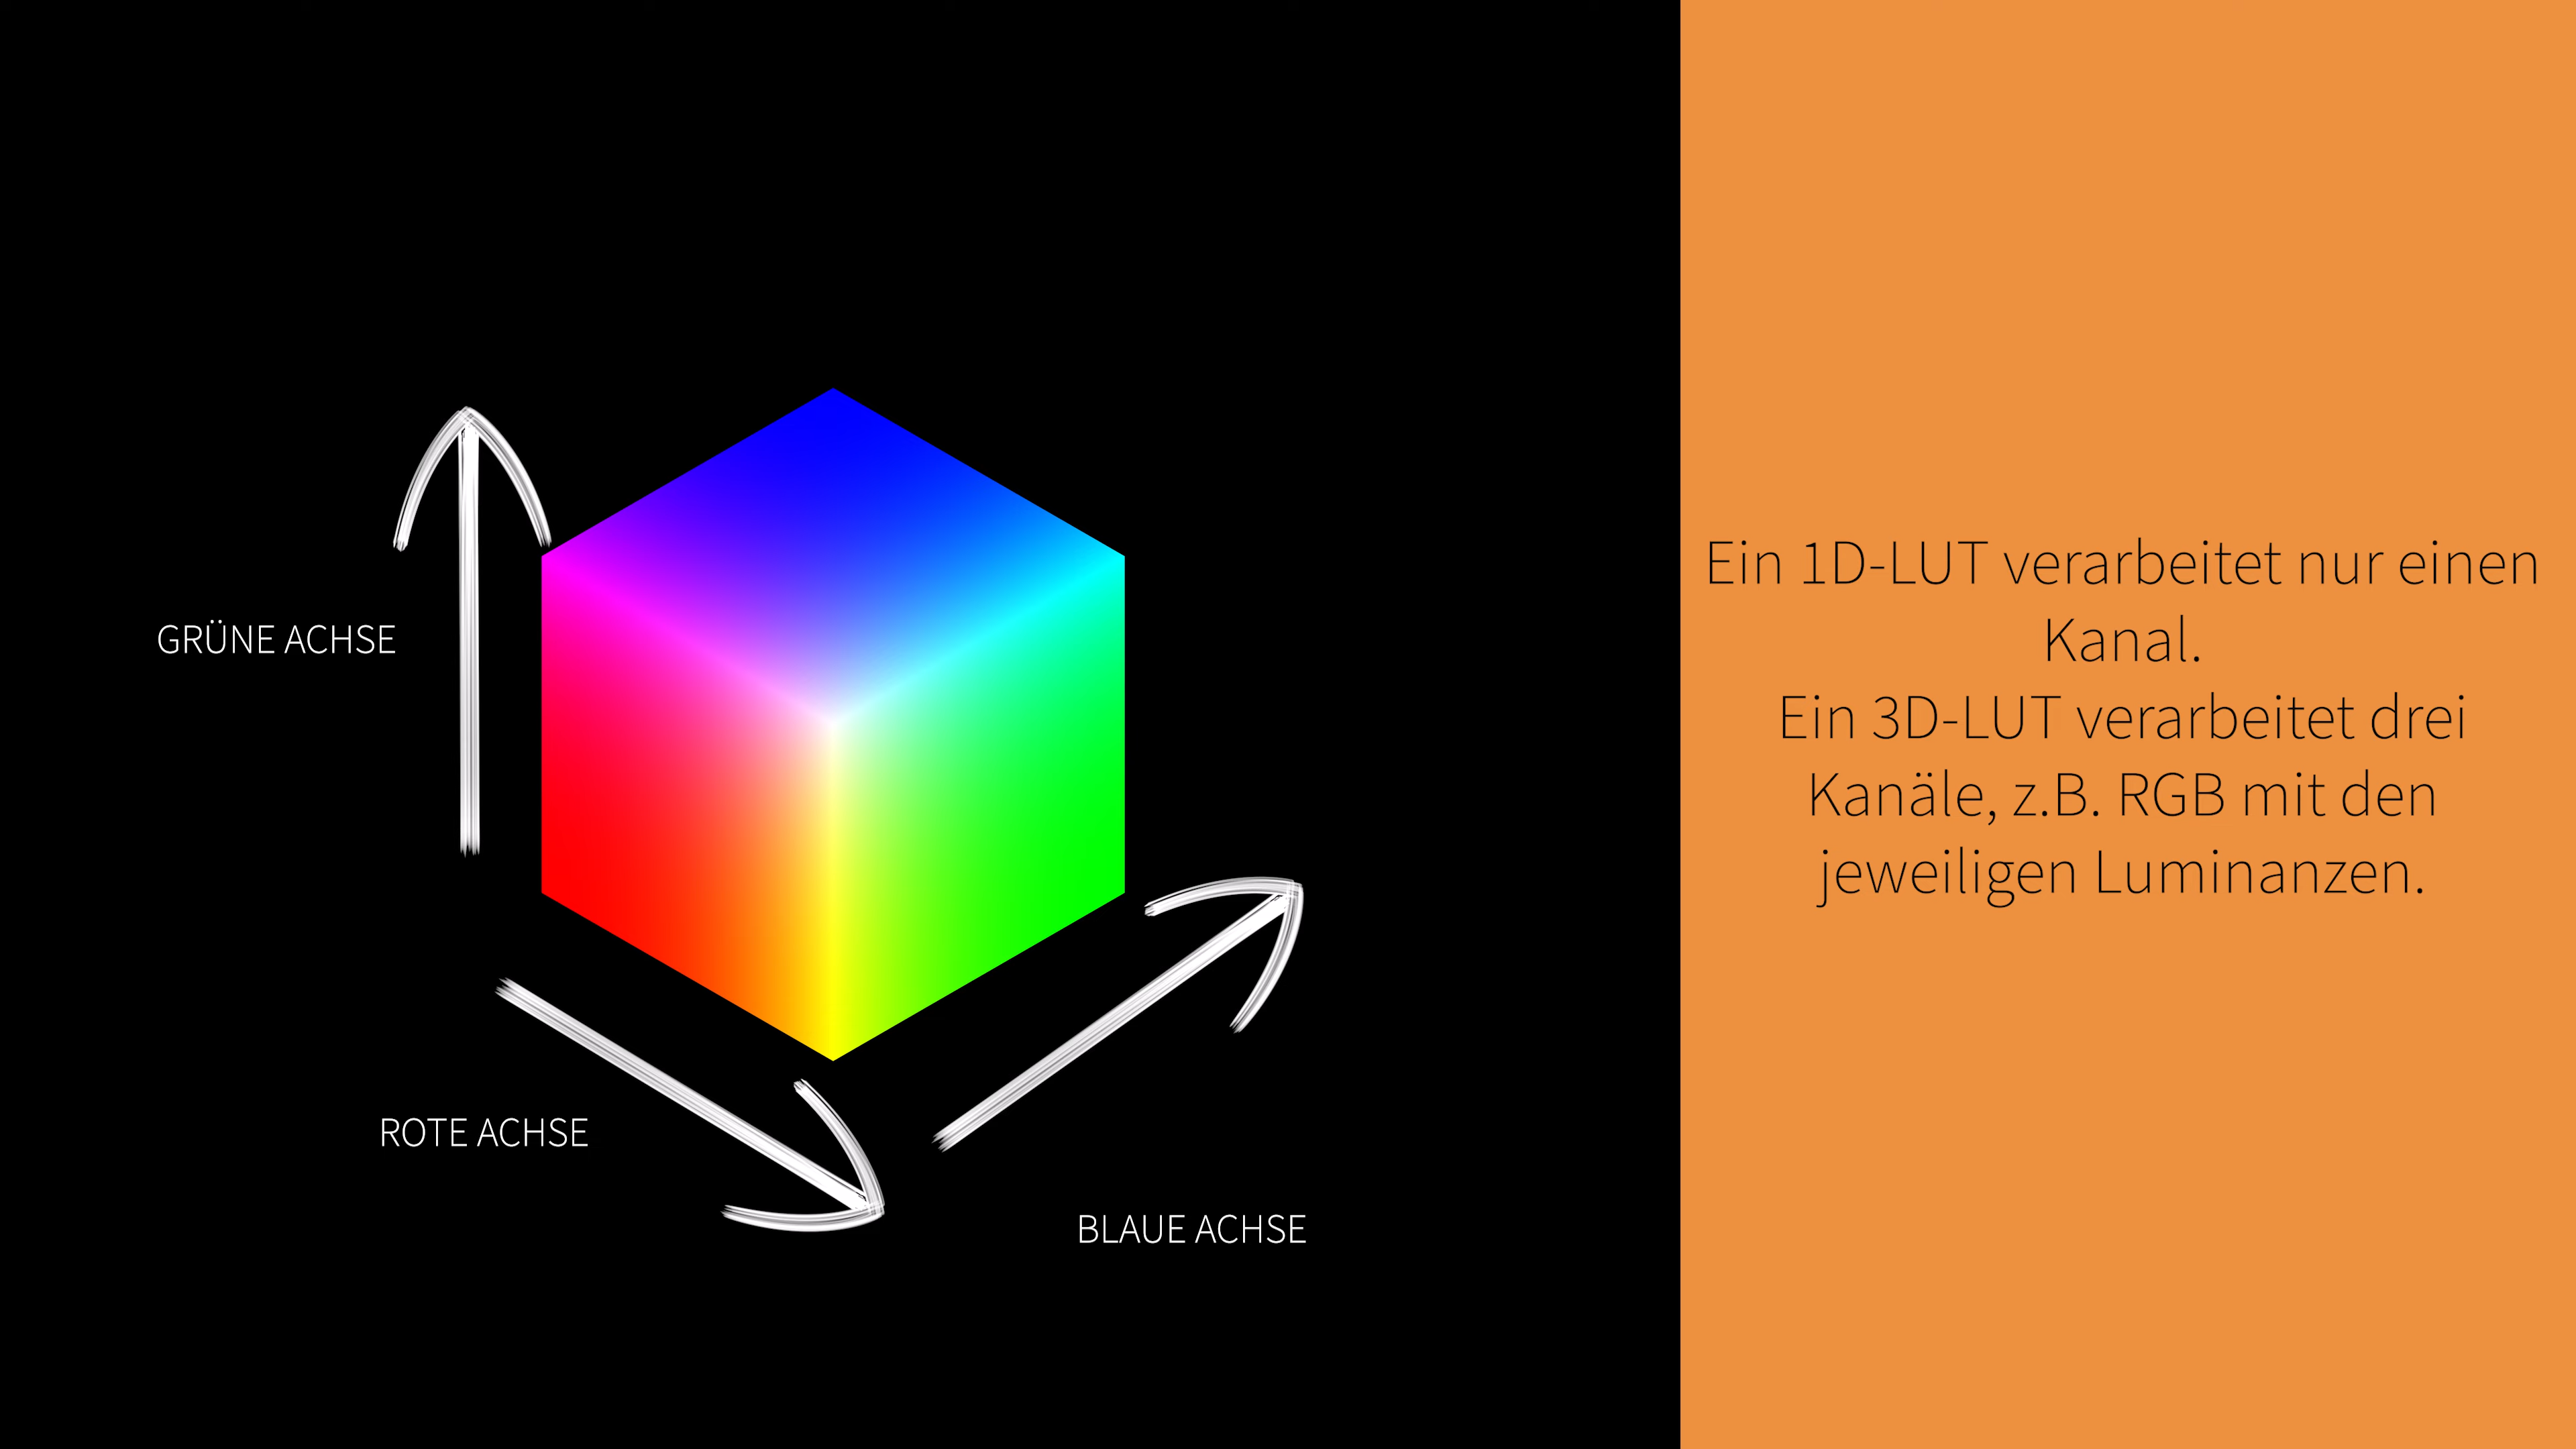 GRÜNE ACHSE
ROTE ACHSE
BLAUE ACHSE
Ein 1D-LUT verarbeitet nur einen
Kanal.
Ein 3D-LUT verarbeitet drei
Kanäle, z.B. RGB mit den
jeweiligen Luminanzen.